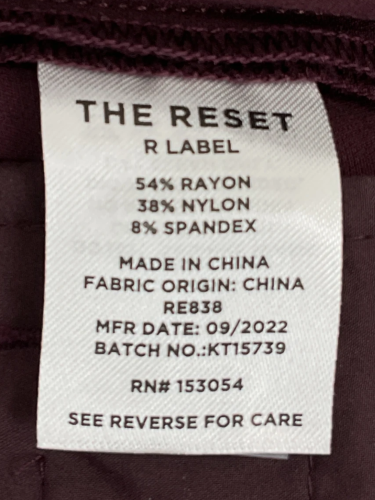 THE RESET
R LABEL
54% RAYON
38% NYLON
8% SPANDEX
MADE IN CHINA
FABRIC ORIGIN: CHINA
RE838
MFR DATE: 09/2022
BATCH NO.:KT15739
RN# 153054
SEE REVERSE FOR CARE